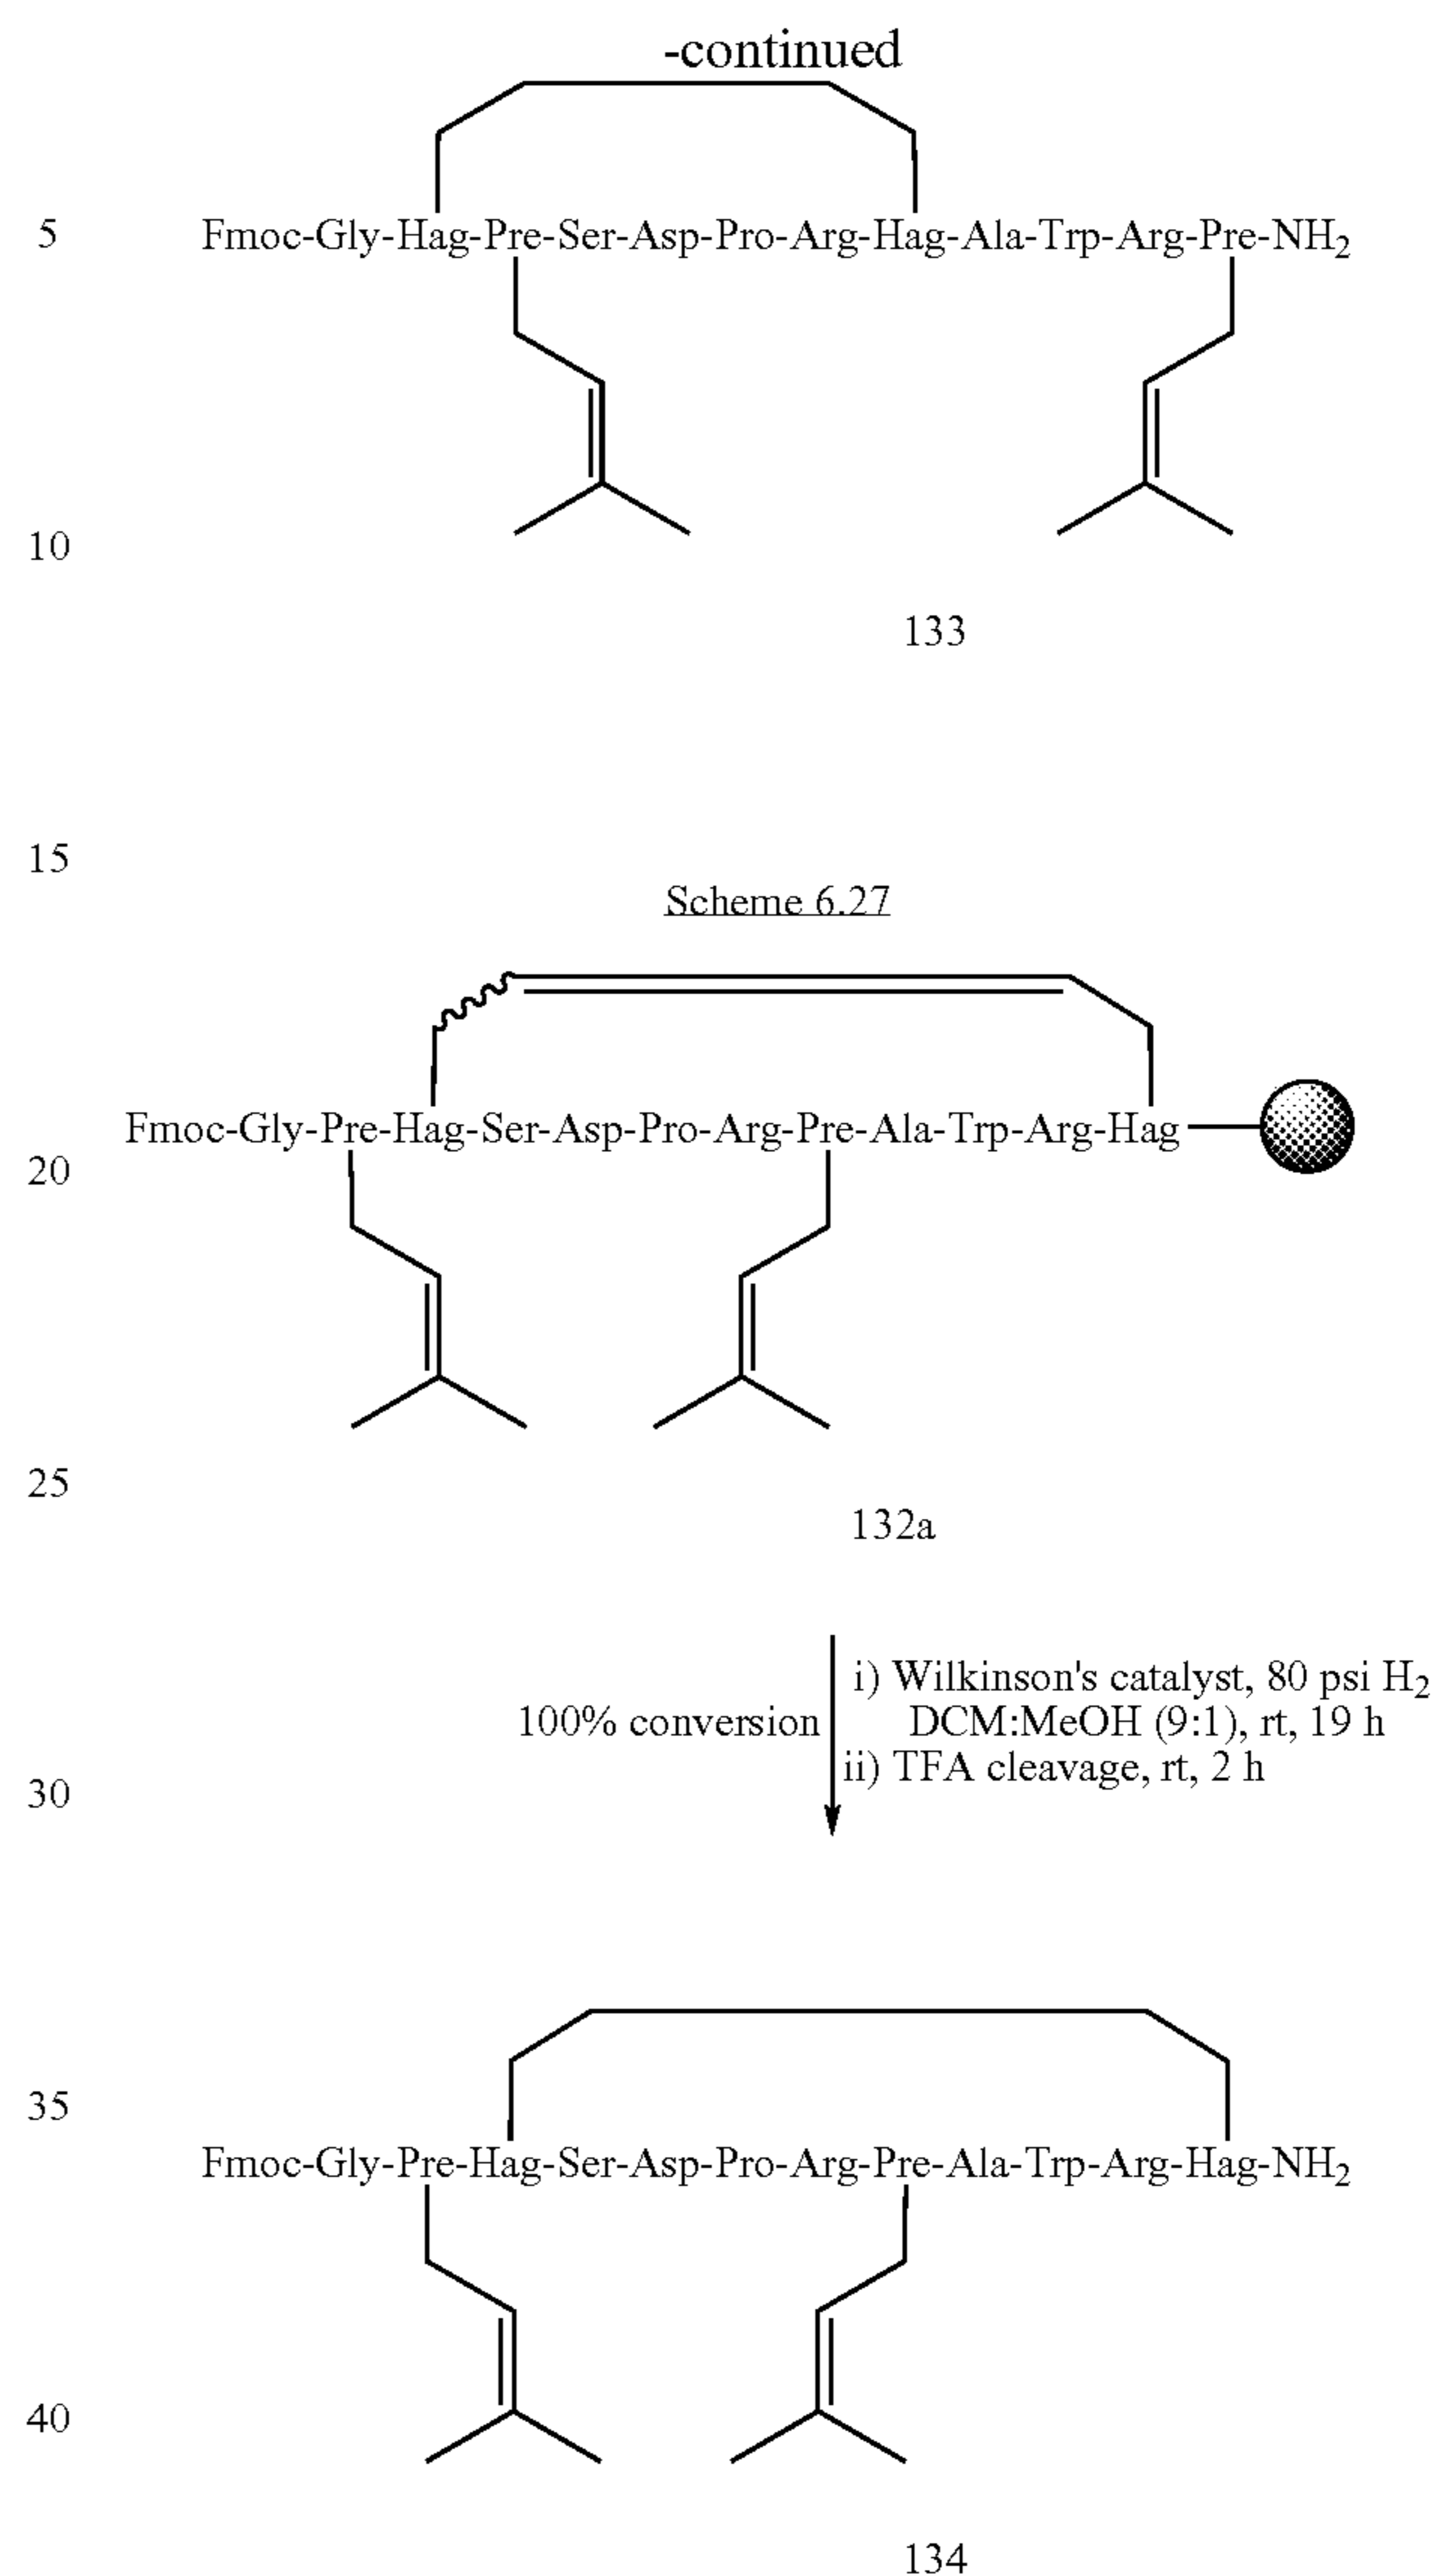 -continued
5
Fmoc-Gly-Hag-Pre-Ser-Asp-Pro-Arg-Hag-Ala-Trp-Arg-Pre-NH2
10
133
15
Scheme 6.27
Fmoc-Gly-Pre-Hag-Ser-Asp-Pro-Arg-Pre-Ala-Trp-Arg-Hag
20
25
132a
100% conversion
i) Wilkinson's catalyst, 80 psi H2
DCM:MeOH (9:1), rt, 19 h
ii) TFA cleavage, rt, 2 h
30
35
Fmoc-Gly-Pre-Hag-Ser-Asp-Pro-Arg-Pre-Ala-Trp-Arg-Hag-NH2
40
134